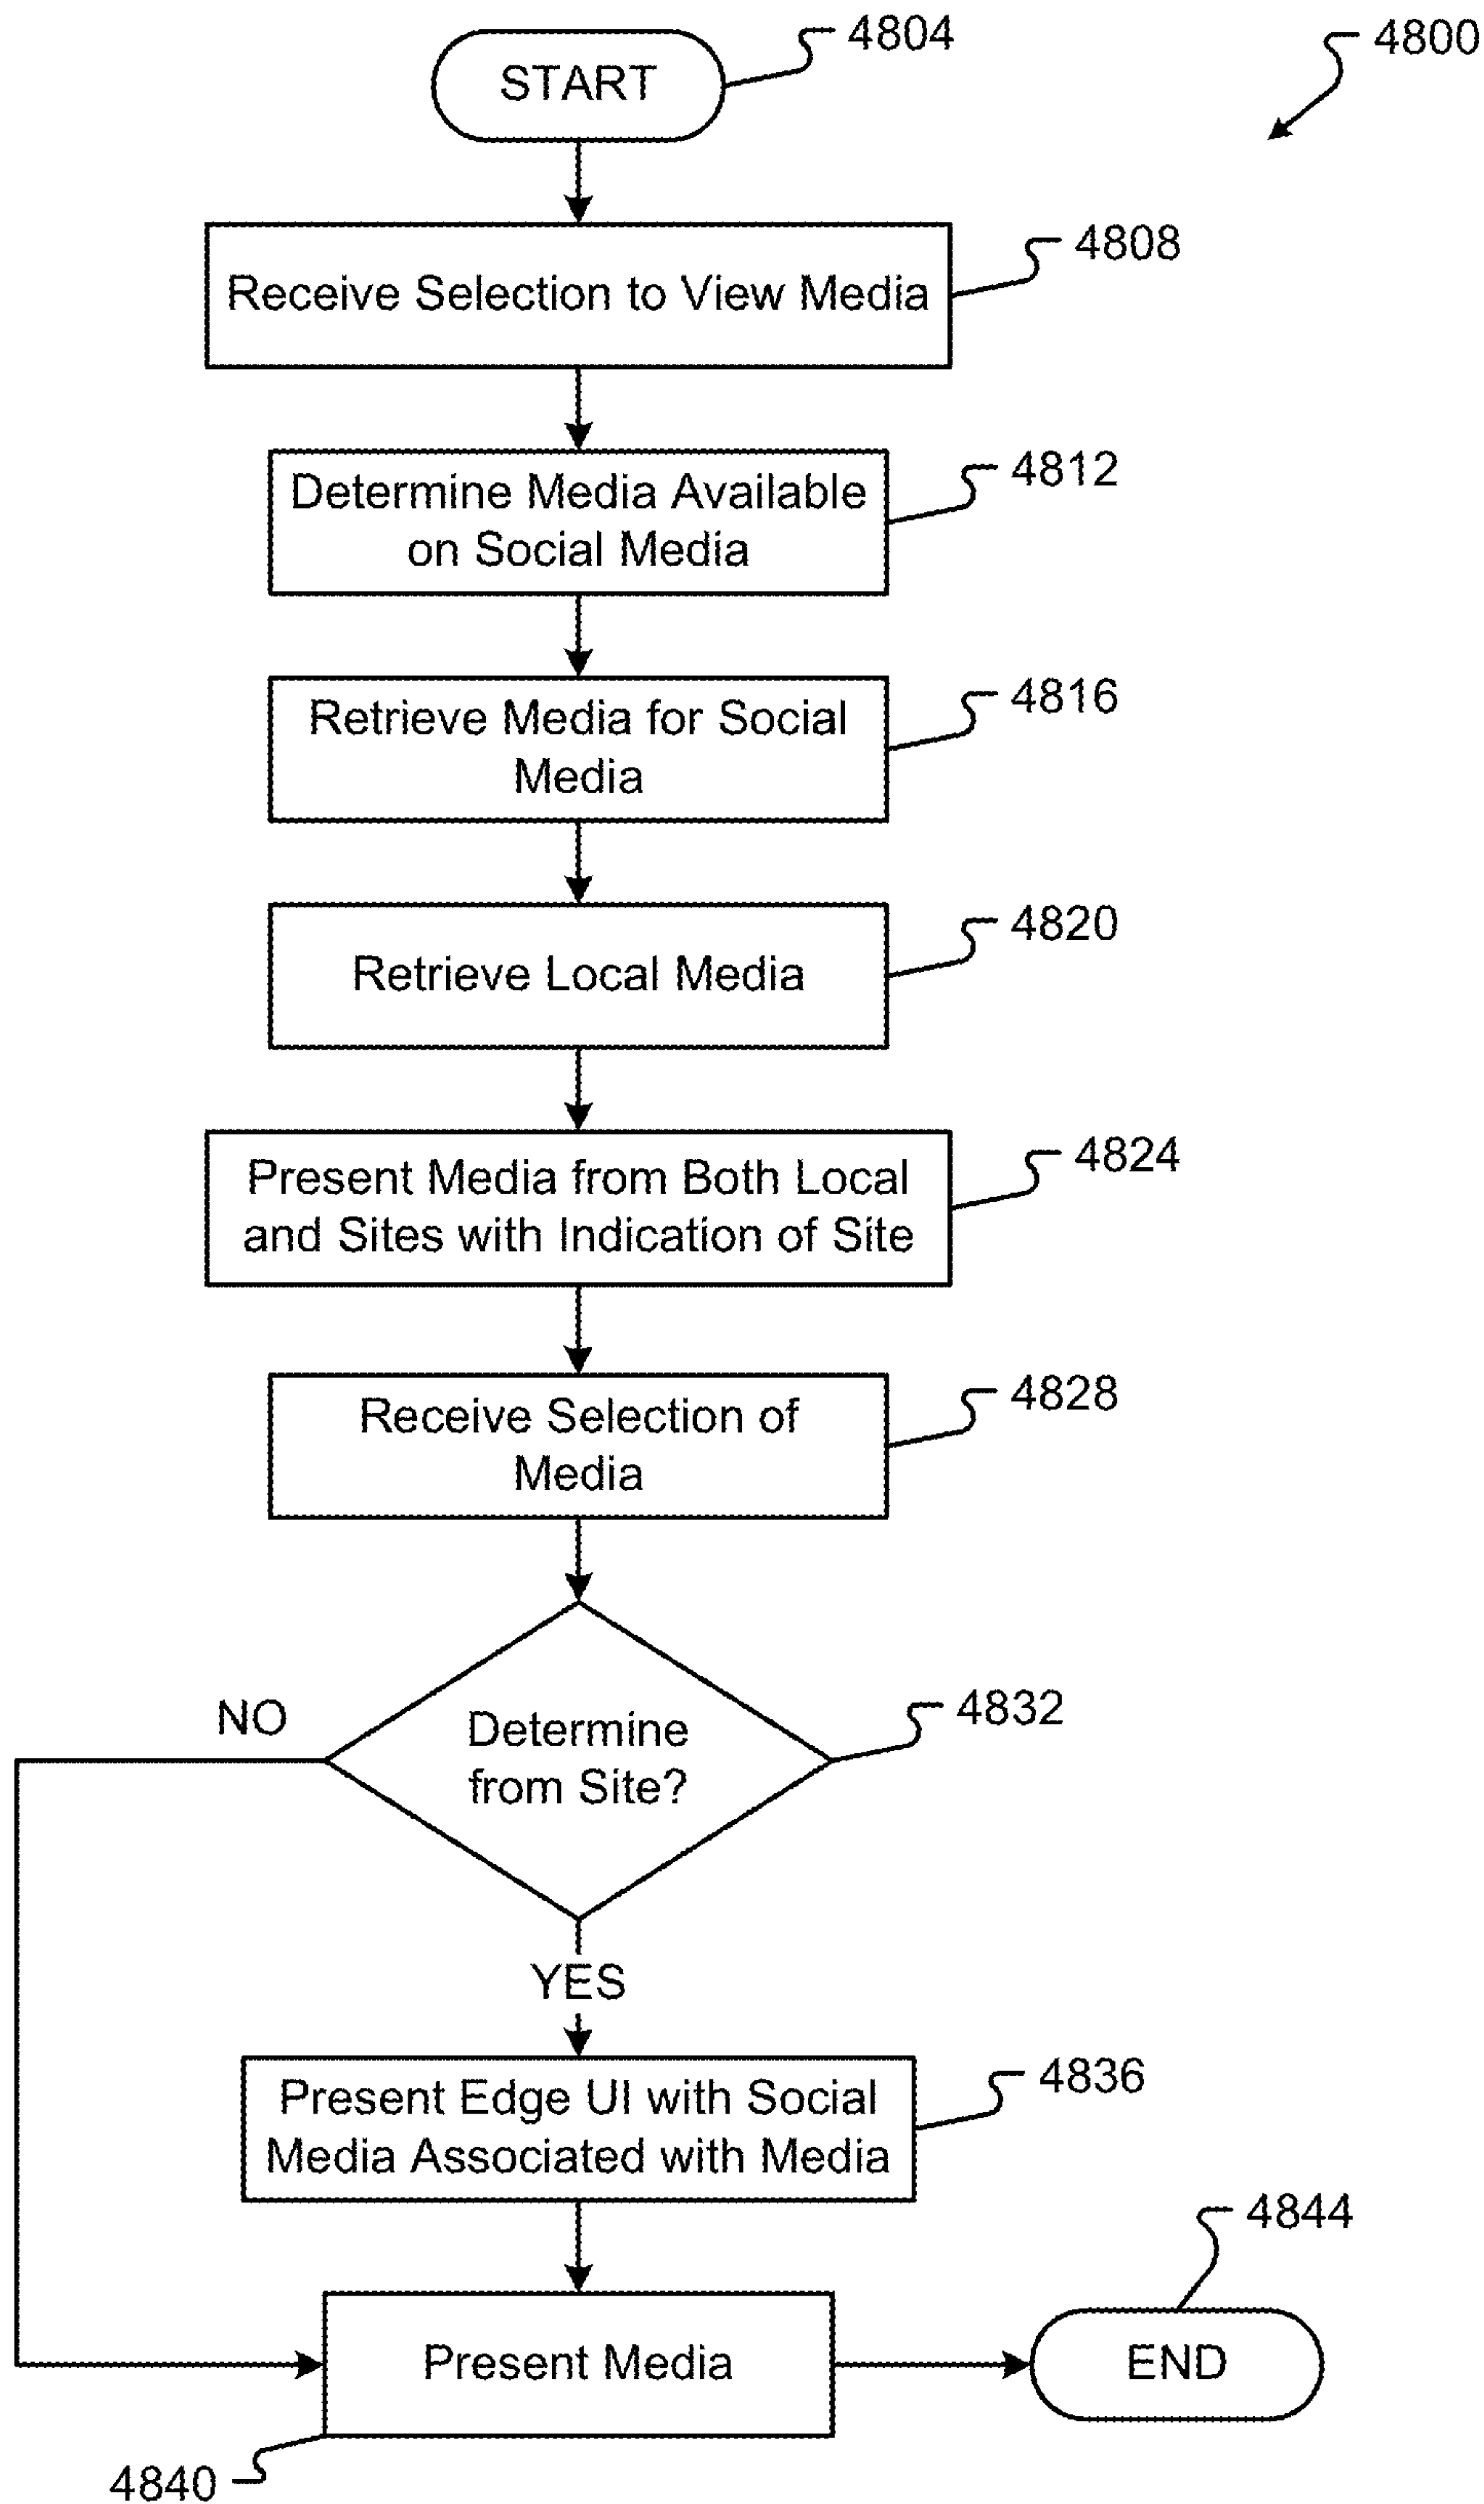 START
4804
4800
Receive Selection to View Media
4808
Determine Media Available
on Social Media
4812
Retrieve Media for Social
Media
4816
Retrieve Local Media
4820
Present Media from Both Local
and Sites with Indication of Site
4824
Receive Selection of
Media
4828
NO
Determine
from Site?
4832
YES
Present Edge UI with Social
Media Associated with Media
4836
4844
Present Media
END
4840